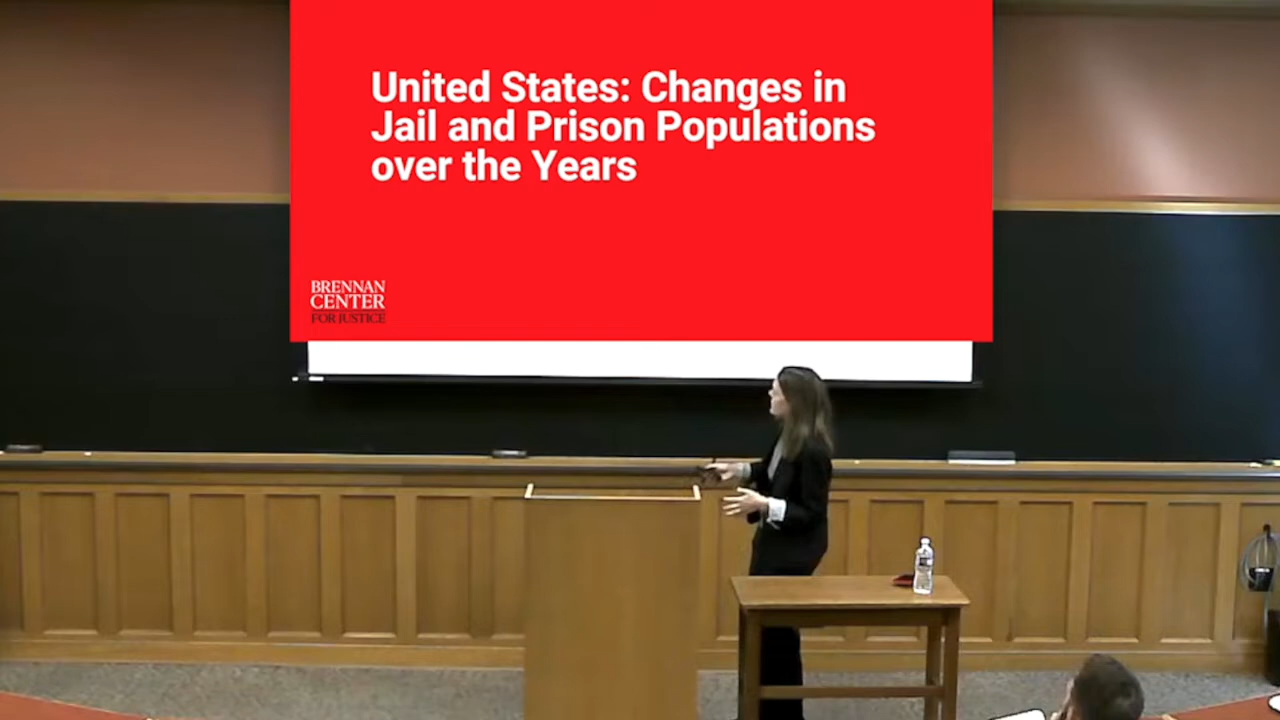 United States: Changes in
Jail and Prison Populations
over the Years
BRENNAN
CENTER
FOR JUSTICE